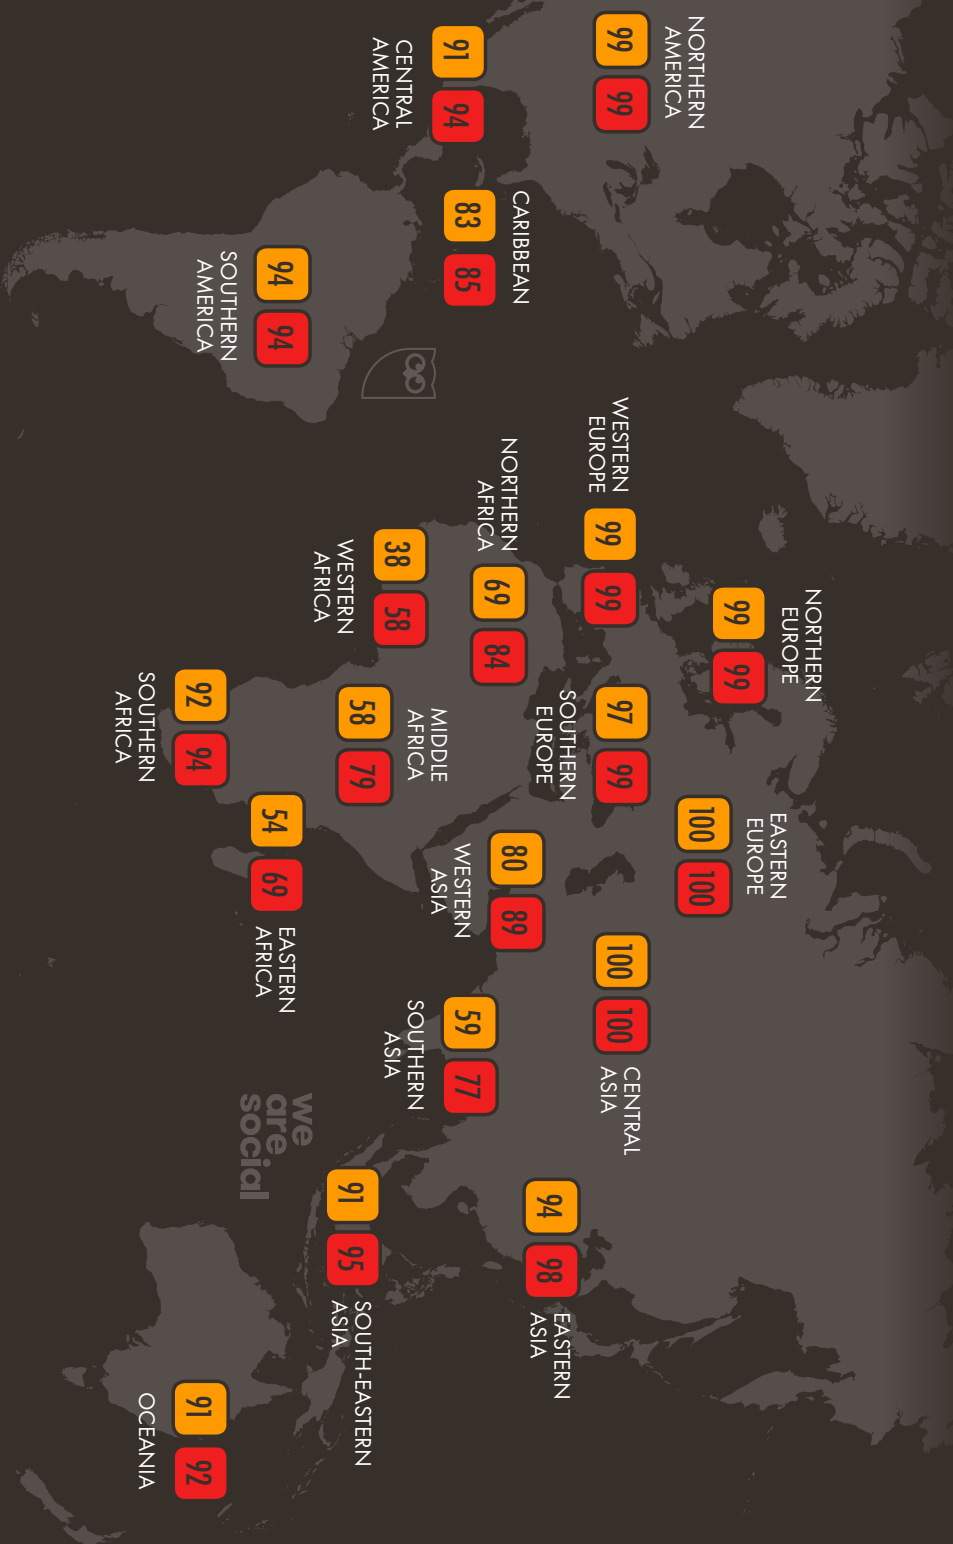 NORTHERN
AMERICA
99 99
CENTRAL
AMERICA
91 94
CARIBBEAN
83 85
SOUTHERN
AMERICA
94 94
WESTERN
EUROPE
99 99
NORTHERN
EUROPE
99 99
NORTHERN
AFRICA
69 84
WESTERN
AFRICA
38 58
SOUTHERN
EUROPE
97 99
EASTERN
EUROPE
100 100
MIDDLE
AFRICA
58 79
SOUTHERN
AFRICA
92 94
EASTERN
AFRICA
54 69
WESTERN
ASIA
80 89
CENTRAL
ASIA
100 100
SOUTHERN
ASIA
59 77
EASTERN
ASIA
94 98
SOUTH-EASTERN
ASIA
91 95
OCEANIA
91 92
we
are
social